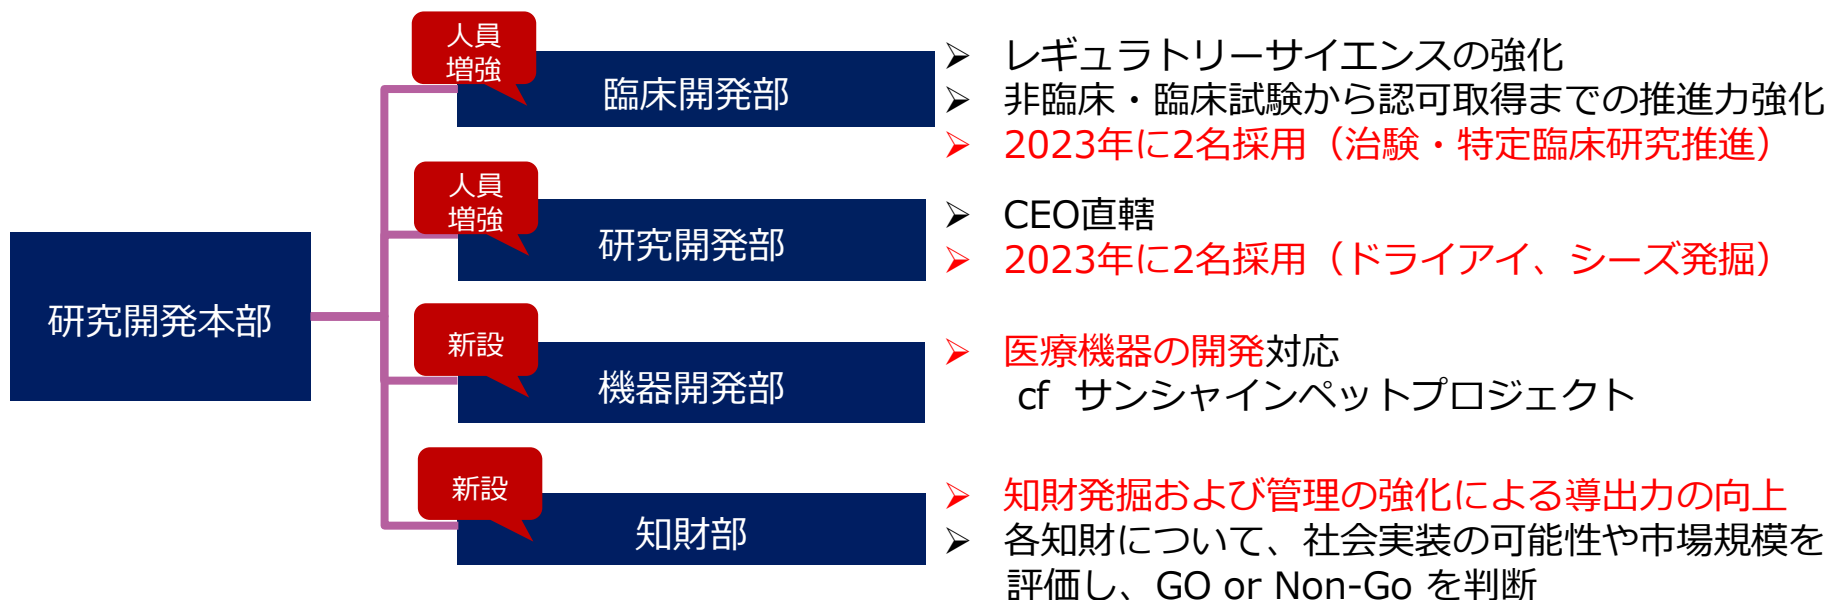 人員
増強
臨床開発部
➢ レギュラトリーサイエンスの強化
➢ 非臨床・臨床試験から認可取得までの推進力強化
➢ 2023年に2名採用（治験・特定臨床研究推進）
人員
増強
研究開発部
➢ CEO直轄
➢ 2023年に2名採用（ドライアイ、シーズ発掘）
研究開発本部
新設
機器開発部
➢ 医療機器の開発対応
cf サンシャインペットプロジェクト
新設
知財部
➢ 知財発掘および管理の強化による導出力の向上
➢ 各知財について、社会実装の可能性や市場規模を
評価し、GO or Non-Go を判断